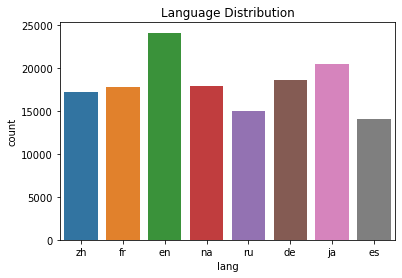 Language Distribution
count
25000
20000
15000
10000
5000
0
zh fr en na ru de ja es
lang